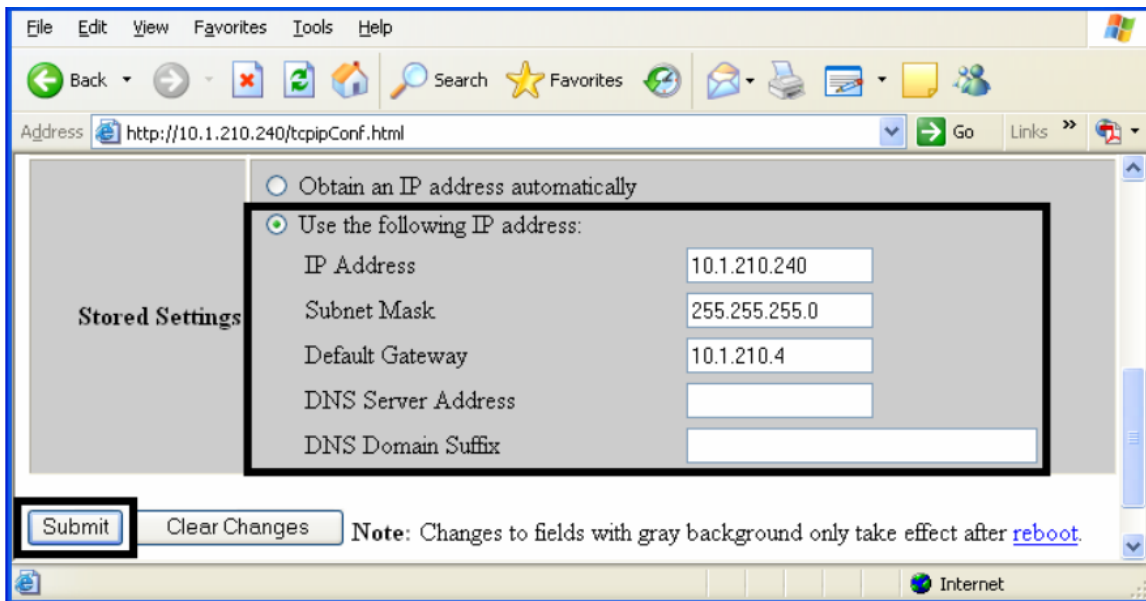 File Edit View Favorites Tools Help
Back Search Favorites
Address http://10.1.210.240/tcpipConf.html Go Links »
Obtain an IP address automatically
Use the following IP address:
IP Address 10.1.210.240
Stored Settings Subnet Mask 255.255.255.0
Default Gateway 10.1.210.4
DNS Server Address
DNS Domain Suffix
Submit Clear Changes Note: Changes to fields with gray background only take effect after reboot.
Internet